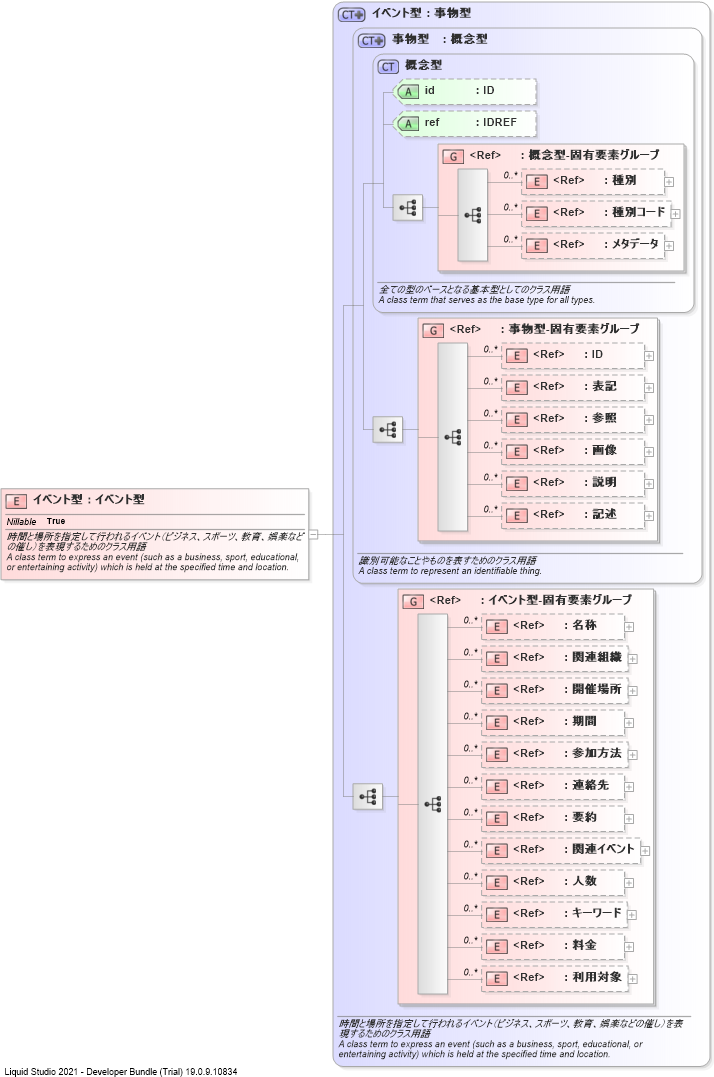 CT イベント型 : 事物型
CT 事物型 : 概念型
CT 概念型
A id : ID
A ref : IDREF
G <Ref> : 概念型-固有要素グループ
0..* E <Ref> : 種別
0..* E <Ref> : 種別コード
0..* E <Ref> : メタデータ
全ての型のベースとなる基本型としてのクラス用語
A class term that serves as the base type for all types.
G <Ref> : 事物型-固有要素グループ
0..* E <Ref> : ID
0..* E <Ref> : 表記
0..* E <Ref> : 参照
0..* E <Ref> : 画像
0..* E <Ref> : 説明
0..* E <Ref> : 記述
識別可能なことやものを表すためのクラス用語
A class term to represent an identifiable thing.
E イベント型 : イベント型
Nillable True
時間と場所を指定して行われるイベント（ビジネス、スポーツ、教育、娯楽など
の催し）を表現するためのクラス用語
A class term to express an event (such as a business, sport, educational,
or entertaining activity) which is held at the specified time and location.
G <Ref> : イベント型-固有要素グループ
0..* E <Ref> : 名称
0..* E <Ref> : 関連組織
0..* E <Ref> : 開催場所
0..* E <Ref> : 期間
0..* E <Ref> : 参加方法
0..* E <Ref> : 連絡先
0..* E <Ref> : 要約
0..* E <Ref> : 関連イベント
0..* E <Ref> : 人数
0..* E <Ref> : キーワード
0..* E <Ref> : 料金
0..* E <Ref> : 利用対象
時間と場所を指定して行われるイベント（ビジネス、スポーツ、教育、娯楽などの催し）を表
現するためのクラス用語
A class term to express an event (such as a business, sport, educational, or
entertaining activity) which is held at the specified time and location.
Liquid Studio 2021 - Developer Bundle (Trial) 19.0.9.10834